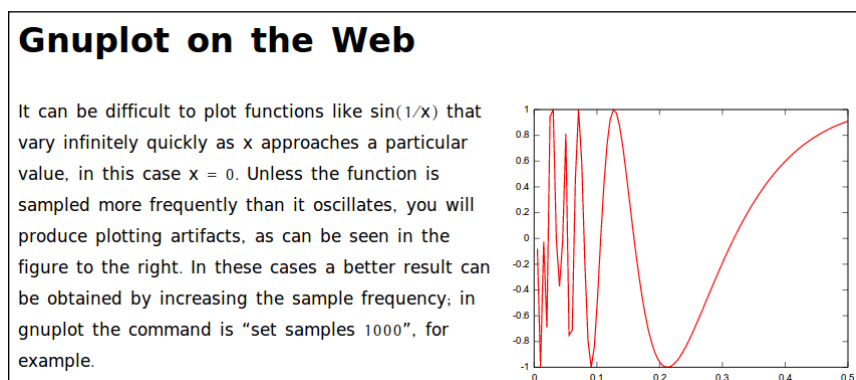 Gnuplot on the Web
It can be difficult to plot functions like sin(1/x) that
vary infinitely quickly as x approaches a particular
value, in this case x = 0. Unless the function is
sampled more frequently than it oscillates, you will
produce plotting artifacts, as can be seen in the
figure to the right. In these cases a better result can
be obtained by increasing the sample frequency; in
gnuplot the command is “set samples 1000”, for
example.
1
0.8
0.6
0.4
0.2
0
-0.2
-0.4
-0.6
-0.8
-1
0 0.1 0.2 0.3 0.4 0.5